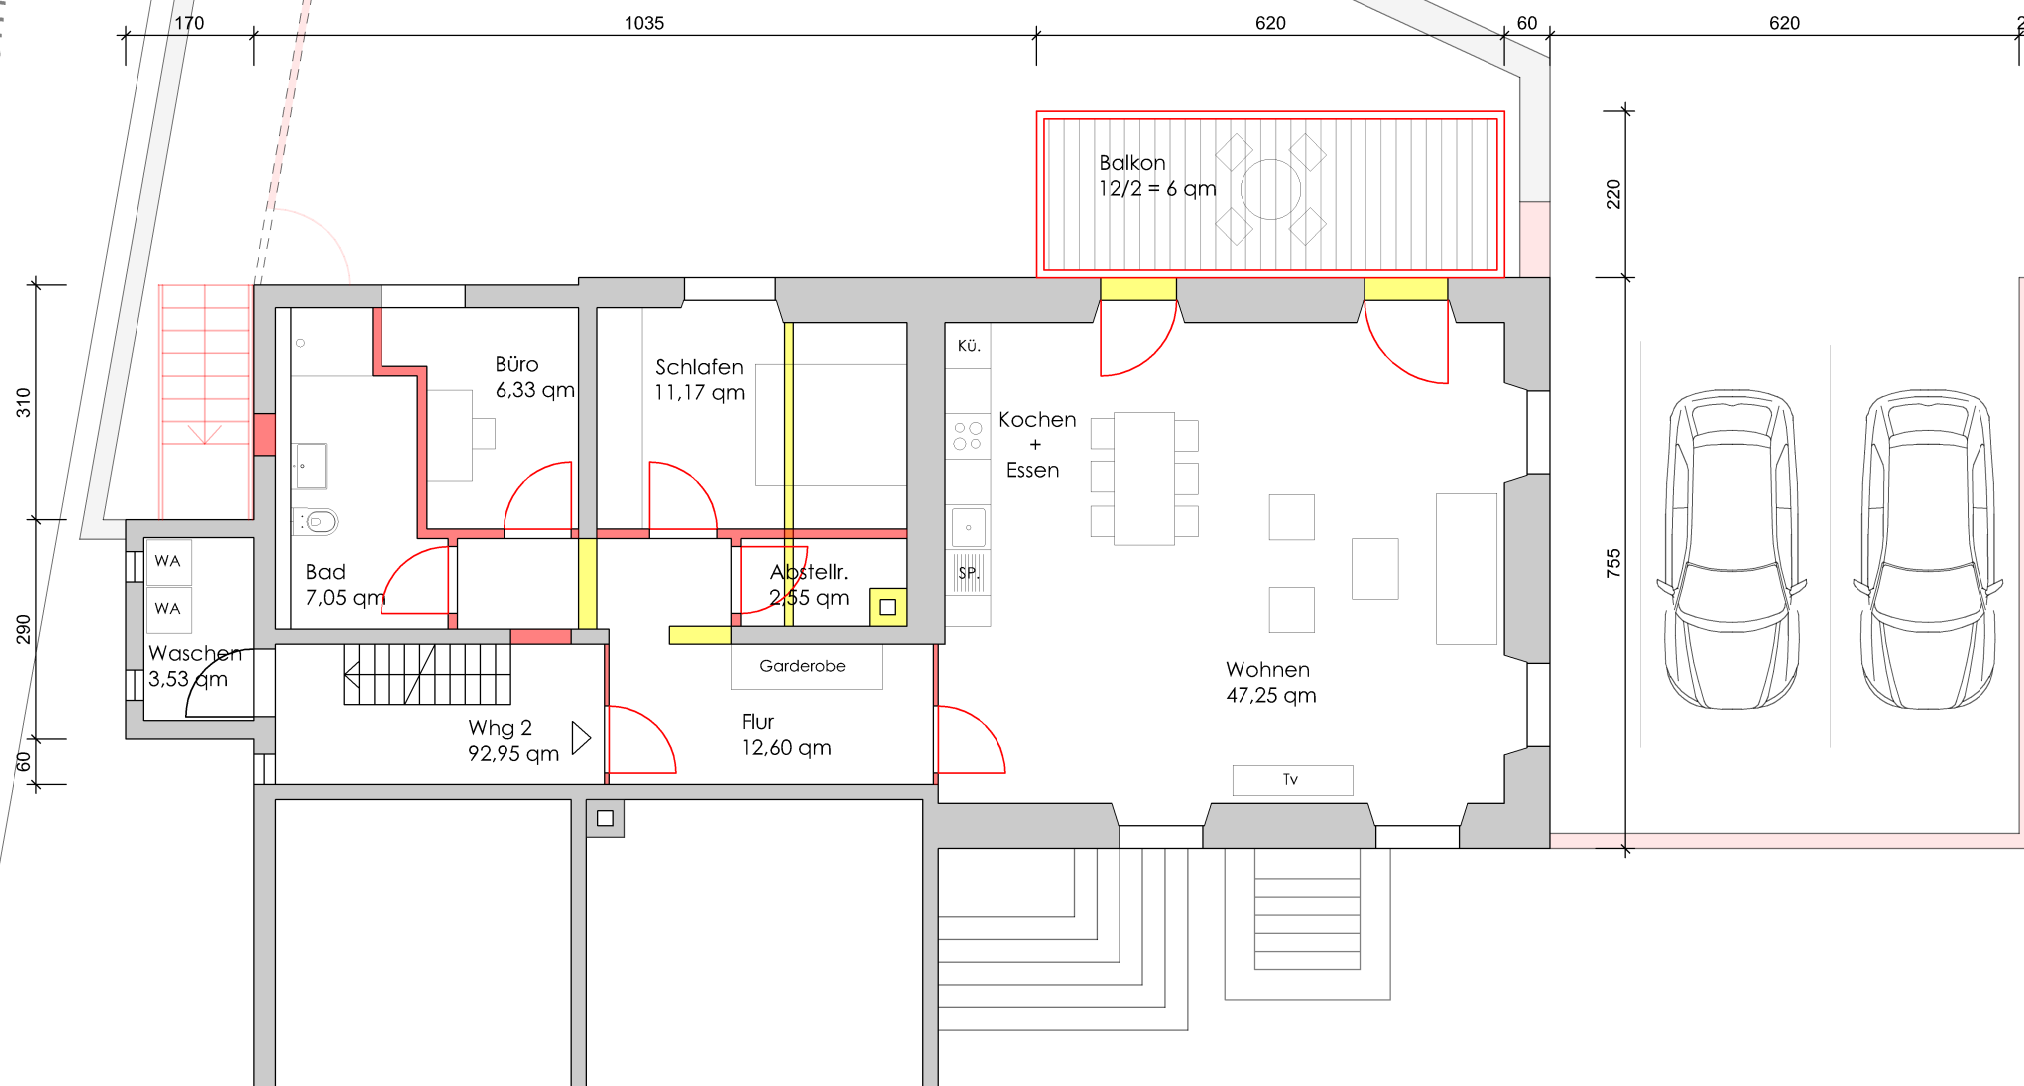 170
1035
620
60
620
2
Balkon
12/2 = 6 qm
220
310
290
60
755
Büro
6,33 qm
Schlafen
11,17 qm
Kü.
Kochen
+
Essen
SP.
Bad
7,05 qm
Abstellr.
2,55 qm
WA
WA
Waschen
3,53 qm
Garderobe
Whg 2
92,95 qm
Flur
12,60 qm
Wohnen
47,25 qm
Tv